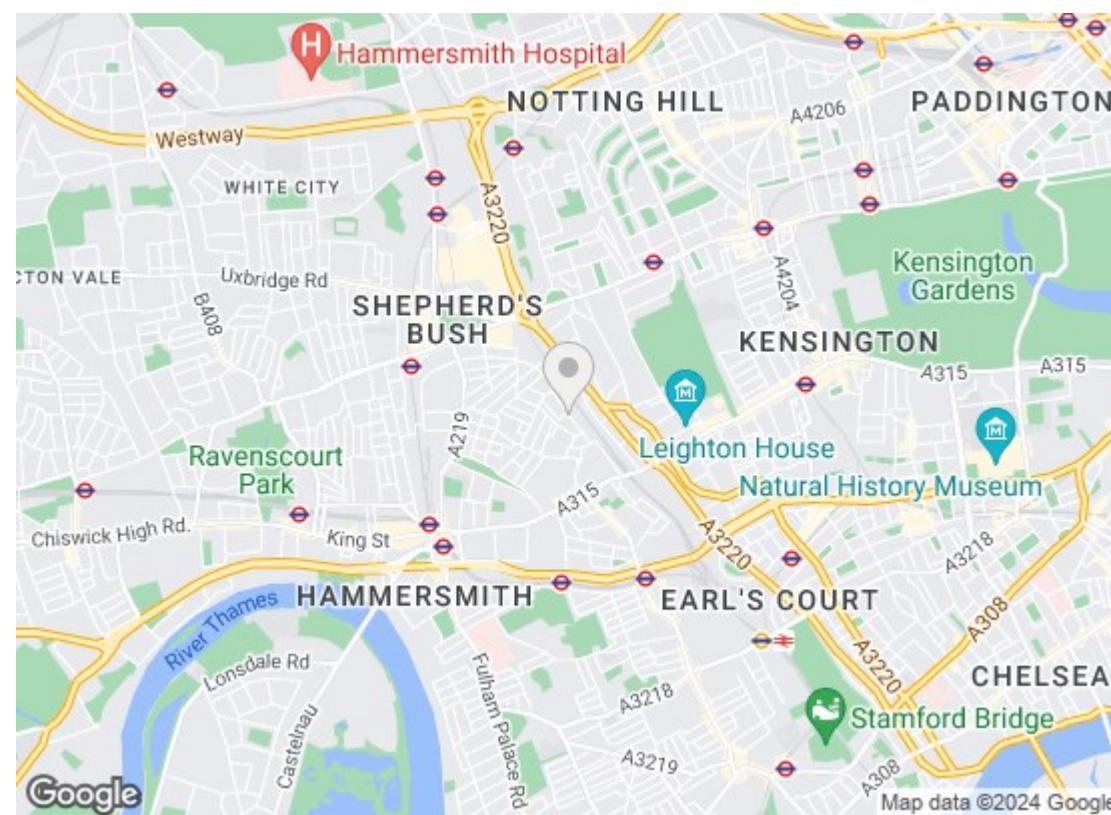 Hammersmith Hospital
NOTTING HILL
A4206
PADDINGTON
Westway
WHITE CITY
A3220
CTON VALE
Uxbridge Rd
B408
A4204
Kensington
Gardens
SHEPHERD'S
BUSH
KENSINGTON
A315
A315
A219
Leighton House
Ravenscourt
Park
Natural History Museum
A315
Chiswick High Rd.
King St
A3220
A3218
HAMMERSMITH
EARL'S COURT
A308
River Thames
Lonsdale Rd
Castelnau
Fulham Palace Rd
A3218
A3220
CHELSEA
Stamford Bridge
A3219
A308
Google
Map data ©2024 Google